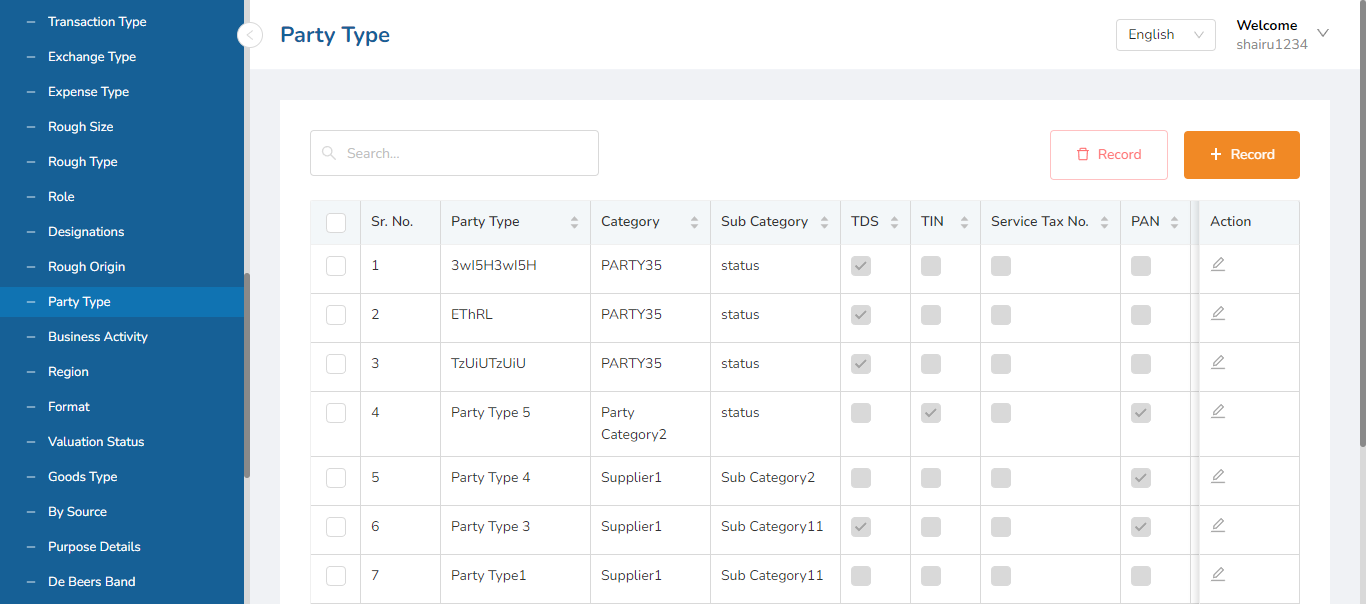 Transaction Type
Exchange Type
Expense Type
Rough Size
Rough Type
Role
Designations
Rough Origin
Party Type
Business Activity
Region
Format
Valuation Status
Goods Type
By Source
Purpose Details
De Beers Band
Party Type
English
Welcome
shairu1234
Search...
Record
+ Record
Sr. No. Party Type Category Sub Category TDS TIN Service Tax No. PAN Action
1 3wI5H3wI5H PARTY35 status
2 EThRL PARTY35 status
3 TzUiUTzUiU PARTY35 status
4 Party Type 5 Party status
Category2
5 Party Type 4 Supplier1 Sub Category2
6 Party Type 3 Supplier1 Sub Category11
7 Party Type1 Supplier1 Sub Category11